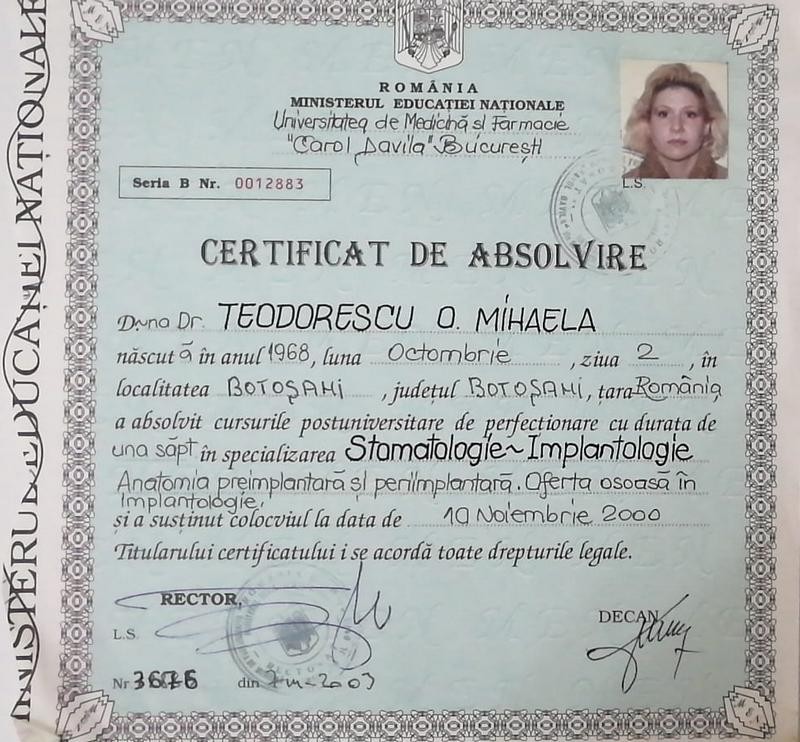 MINISTERUL EDUCAȚIEI NAȚIONALE
ROMÂNIA
MINISTERUL EDUCAȚIEI NAȚIONALE
Universitatea de Medicină și Farmacie
"Carol Davila" București
L.S.
Seria B Nr. 0012883
CERTIFICAT DE ABSOLVIRE
D-na Dr. TEODORESCU O. MIHAELA
născută în anul 1968, luna Octombrie, ziua 2, în
localitatea BOTOȘANI, județul BOTOȘANI, țara România
a absolvit cursurile postuniversitare de perfecționare cu durata de
una săpt în specializarea Stomatologie~Implantologie
Anatomia preimplantară și periimplantară. Oferta osoasă în
Implantologie,
și a susținut colocviul la data de 10 Noiembrie 2000
Titularului certificatului i se acordă toate drepturile legale.
RECTOR,
DECAN
L.S.
Nr 3676 din 2003